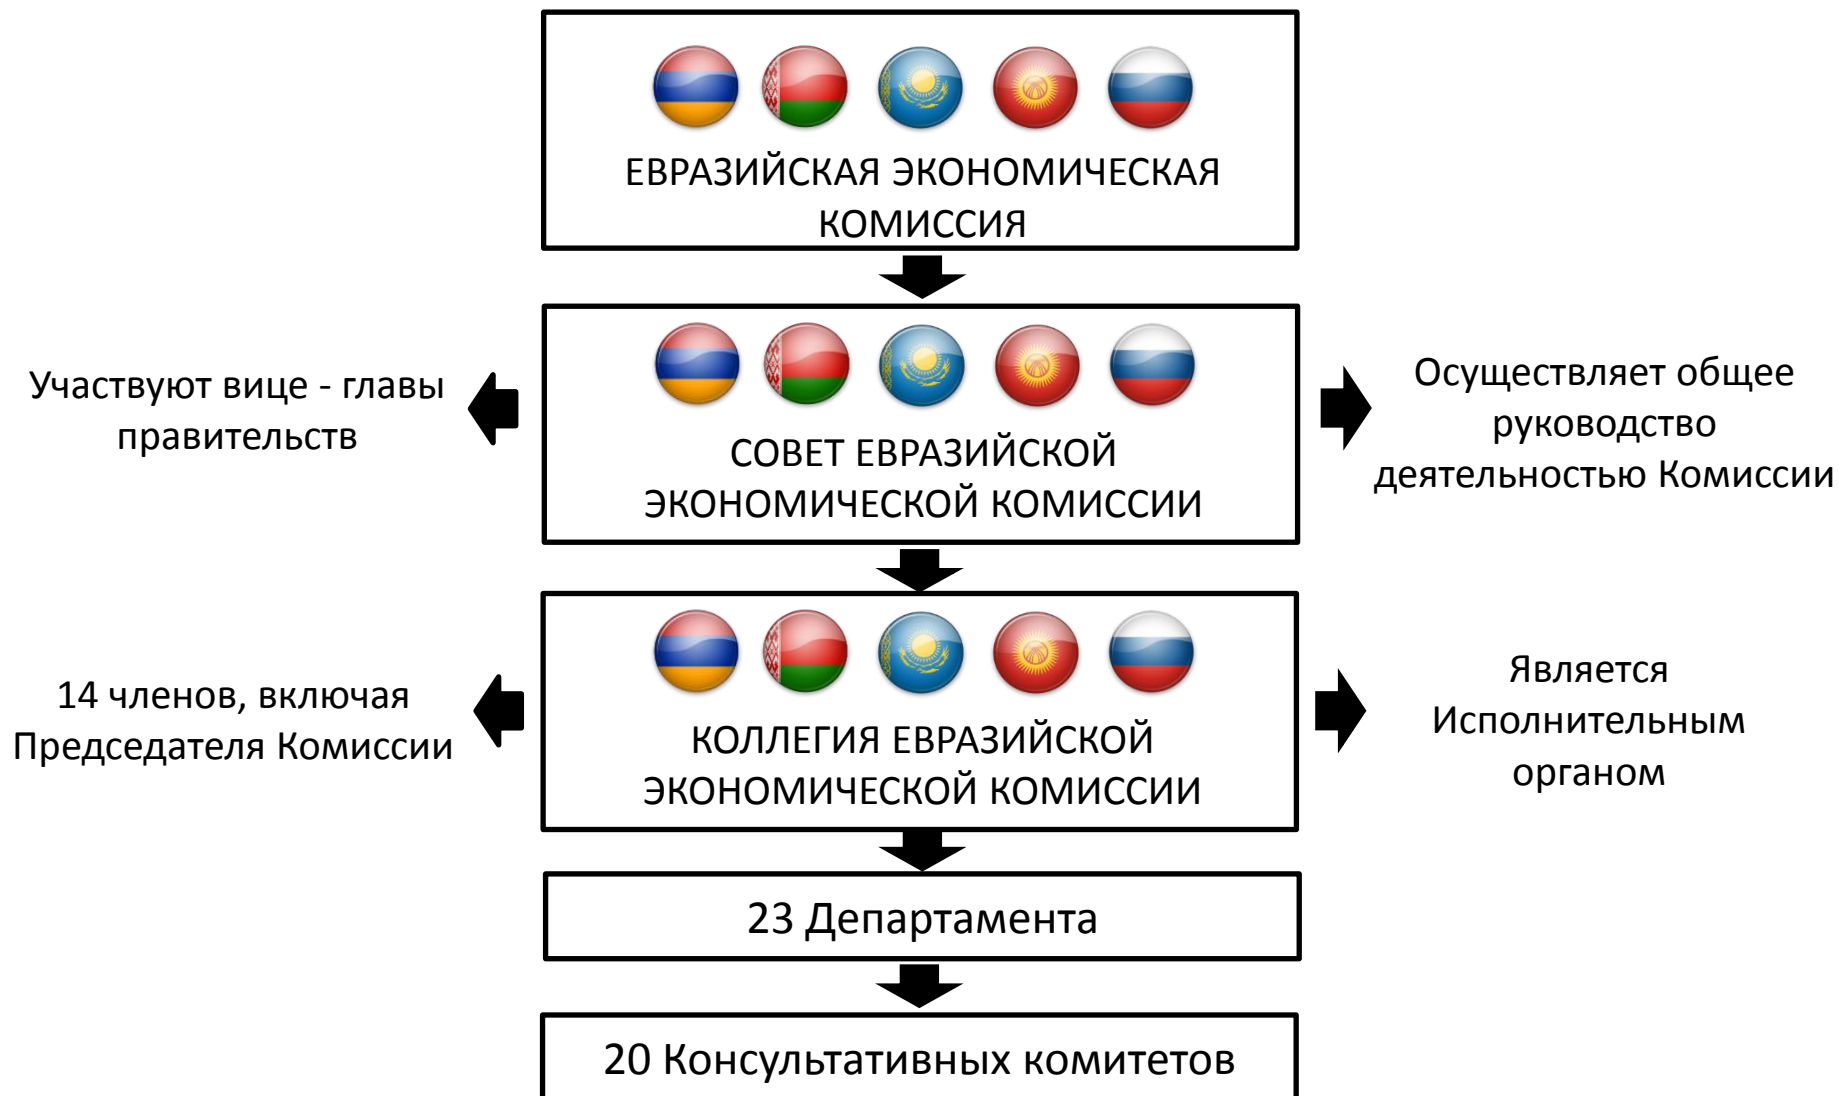 ЕВРАЗИЙСКАЯ ЭКОНОМИЧЕСКАЯ
КОМИССИЯ
Участвуют вице - главы
правительств
СОВЕТ ЕВРАЗИЙСКОЙ
ЭКОНОМИЧЕСКОЙ КОМИССИИ
Осуществляет общее
руководство
деятельностью Комиссии
14 членов, включая
Председателя Комиссии
КОЛЛЕГИЯ ЕВРАЗИЙСКОЙ
ЭКОНОМИЧЕСКОЙ КОМИССИИ
Является
Исполнительным
органом
23 Департамента
20 Консультативных комитетов